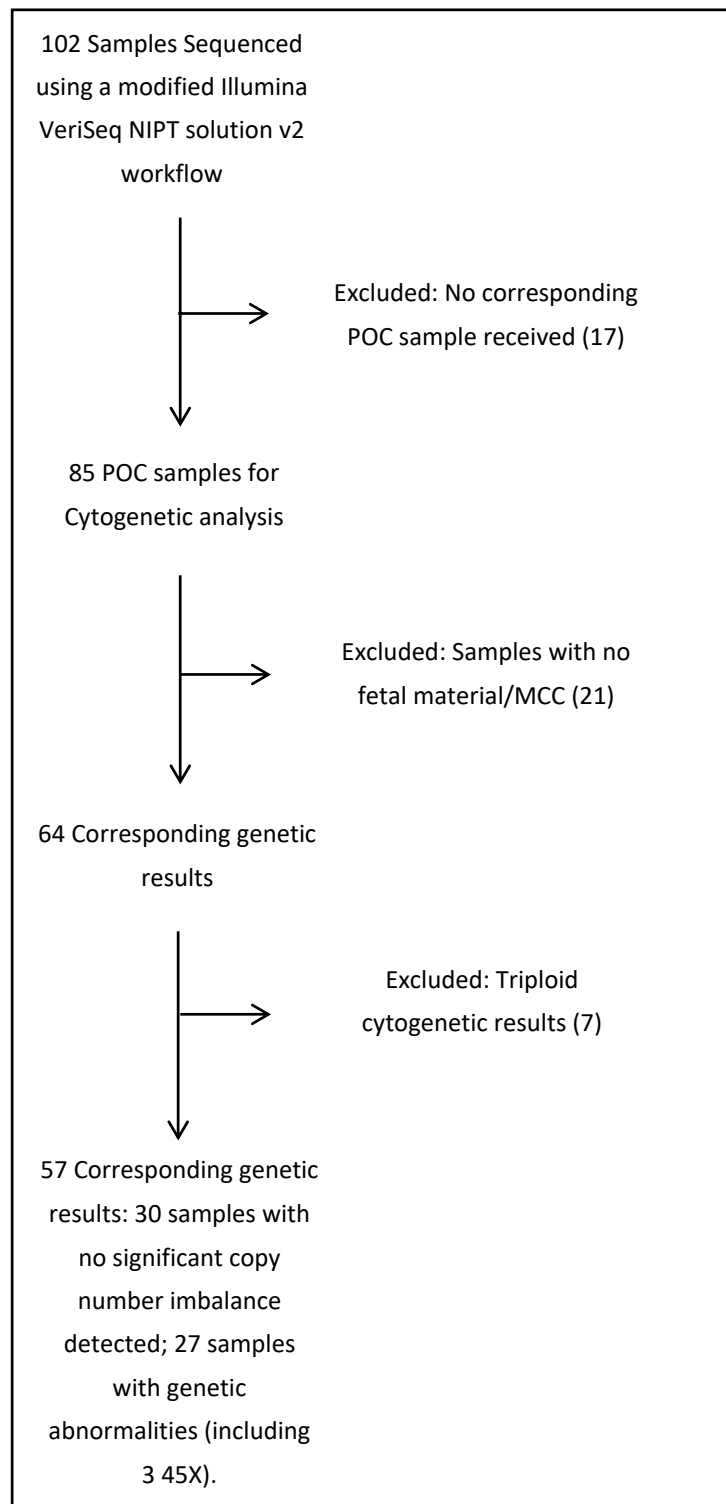 102 Samples Sequenced
using a modified Illumina
VeriSeq NIPT solution v2
workflow
Excluded: No corresponding
POC sample received (17)
85 POC samples for
Cytogenetic analysis
Excluded: Samples with no
fetal material/MCC (21)
64 Corresponding genetic
results
Excluded: Triploid
cytogenetic results (7)
57 Corresponding genetic
results: 30 samples with
no significant copy
number imbalance
detected; 27 samples
with genetic
abnormalities (including
3 45X).